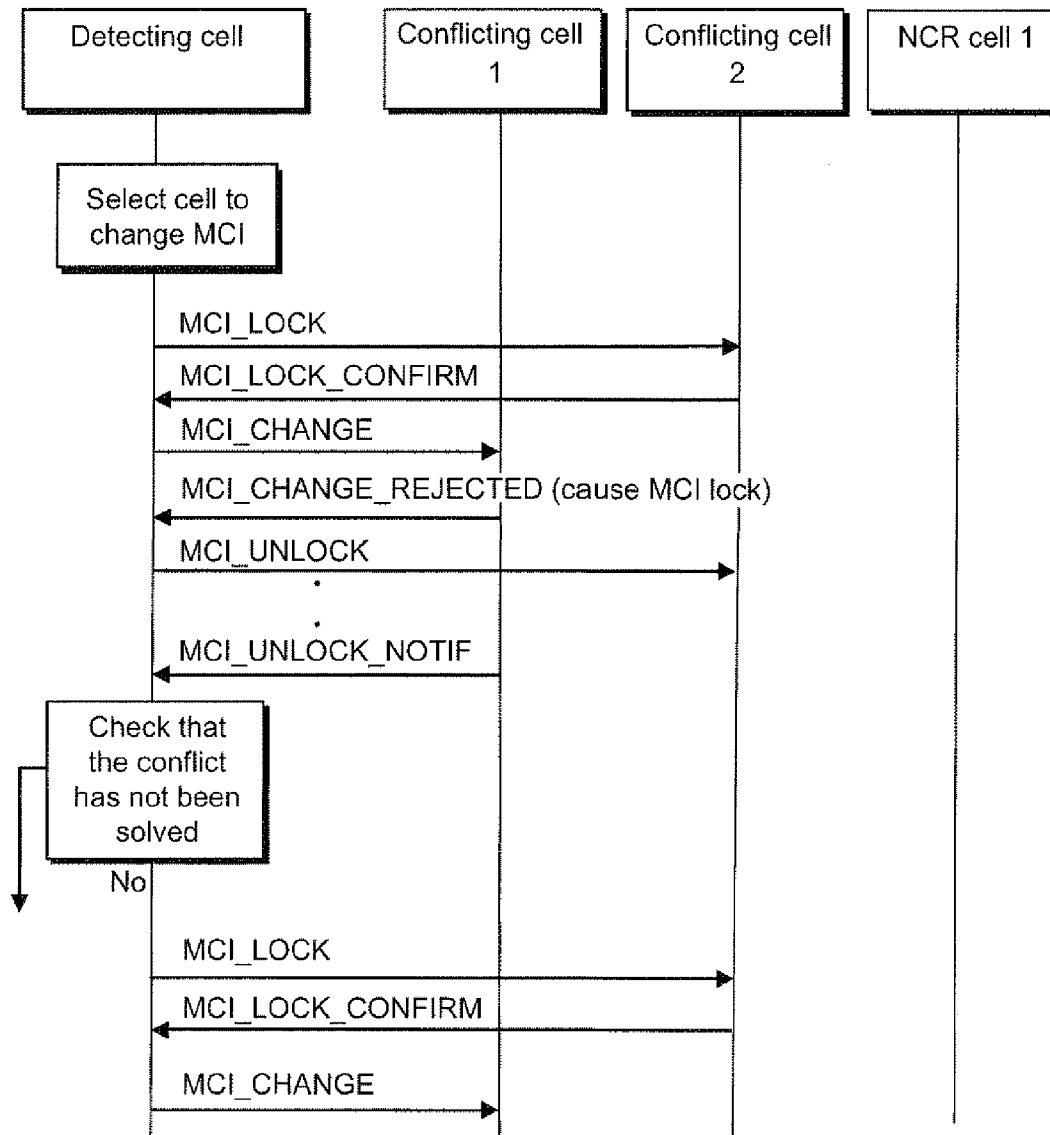 Detecting cell
Conflicting cell
1
Conflicting cell
2
NCR cell 1
Select cell to
change MCI
MCI_LOCK
MCI_LOCK_CONFIRM
MCI_CHANGE
MCI_CHANGE_REJECTED (cause MCI lock)
MCI_UNLOCK
MCI_UNLOCK_NOTIF
Check that
the conflict
has not been
solved
No
MCI_LOCK
MCI_LOCK_CONFIRM
MCI_CHANGE